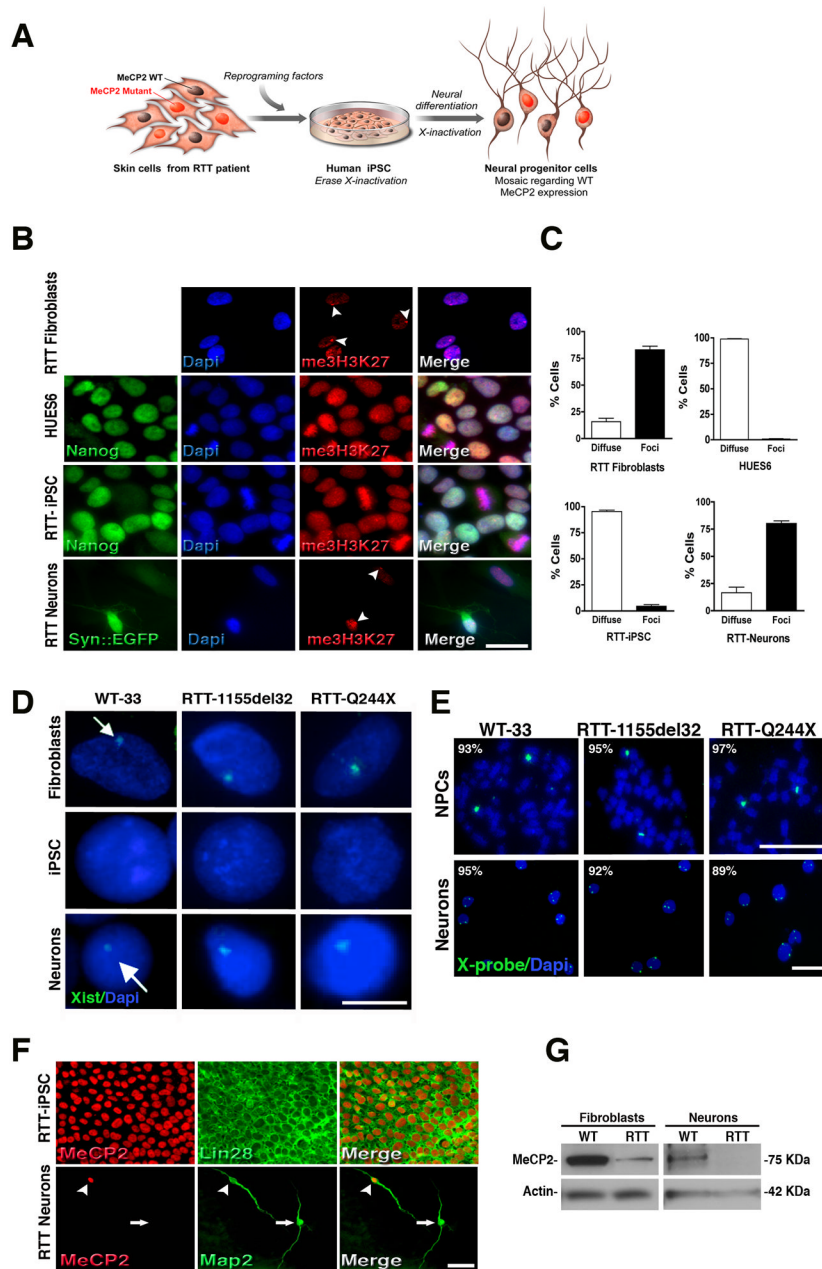 A
MeCP2 WT
MeCP2 Mutant
Reprograming factors
Neural
differentiation
X-inactivation
Skin cells from RTT patient
Human iPSC
Erase X-inactivation
Neural progenitor cells
Mosaic regarding WT
MeCP2 expression
B
RTT Fibroblasts
Dapi
me3H3K27
Merge
HUES6
Nanog
Dapi
me3H3K27
Merge
RTT-iPSC
Nanog
Dapi
me3H3K27
Merge
RTT Neurons
Syn::EGFP
Dapi
me3H3K27
Merge
C
% Cells
100
75
50
25
0
Diffuse Foci
RTT Fibroblasts
% Cells
100
75
50
25
0
Diffuse Foci
HUES6
% Cells
100
75
50
25
0
Diffuse Foci
RTT-iPSC
% Cells
100
75
50
25
0
Diffuse Foci
RTT-Neurons
D
WT-33 RTT-1155del32 RTT-Q244X
Fibroblasts
iPSC
Neurons
Xist/Dapi
E
WT-33 RTT-1155del32 RTT-Q244X
NPCs
93% 95% 97%
Neurons
95% 92% 89%
X-probe/Dapi
F
RTT-iPSC
MeCP2 Lin28 Merge
RTT Neurons
MeCP2 Map2 Merge
G
Fibroblasts Neurons
WT RTT WT RTT
MeCP2- -75 KDa
Actin- -42 KDa